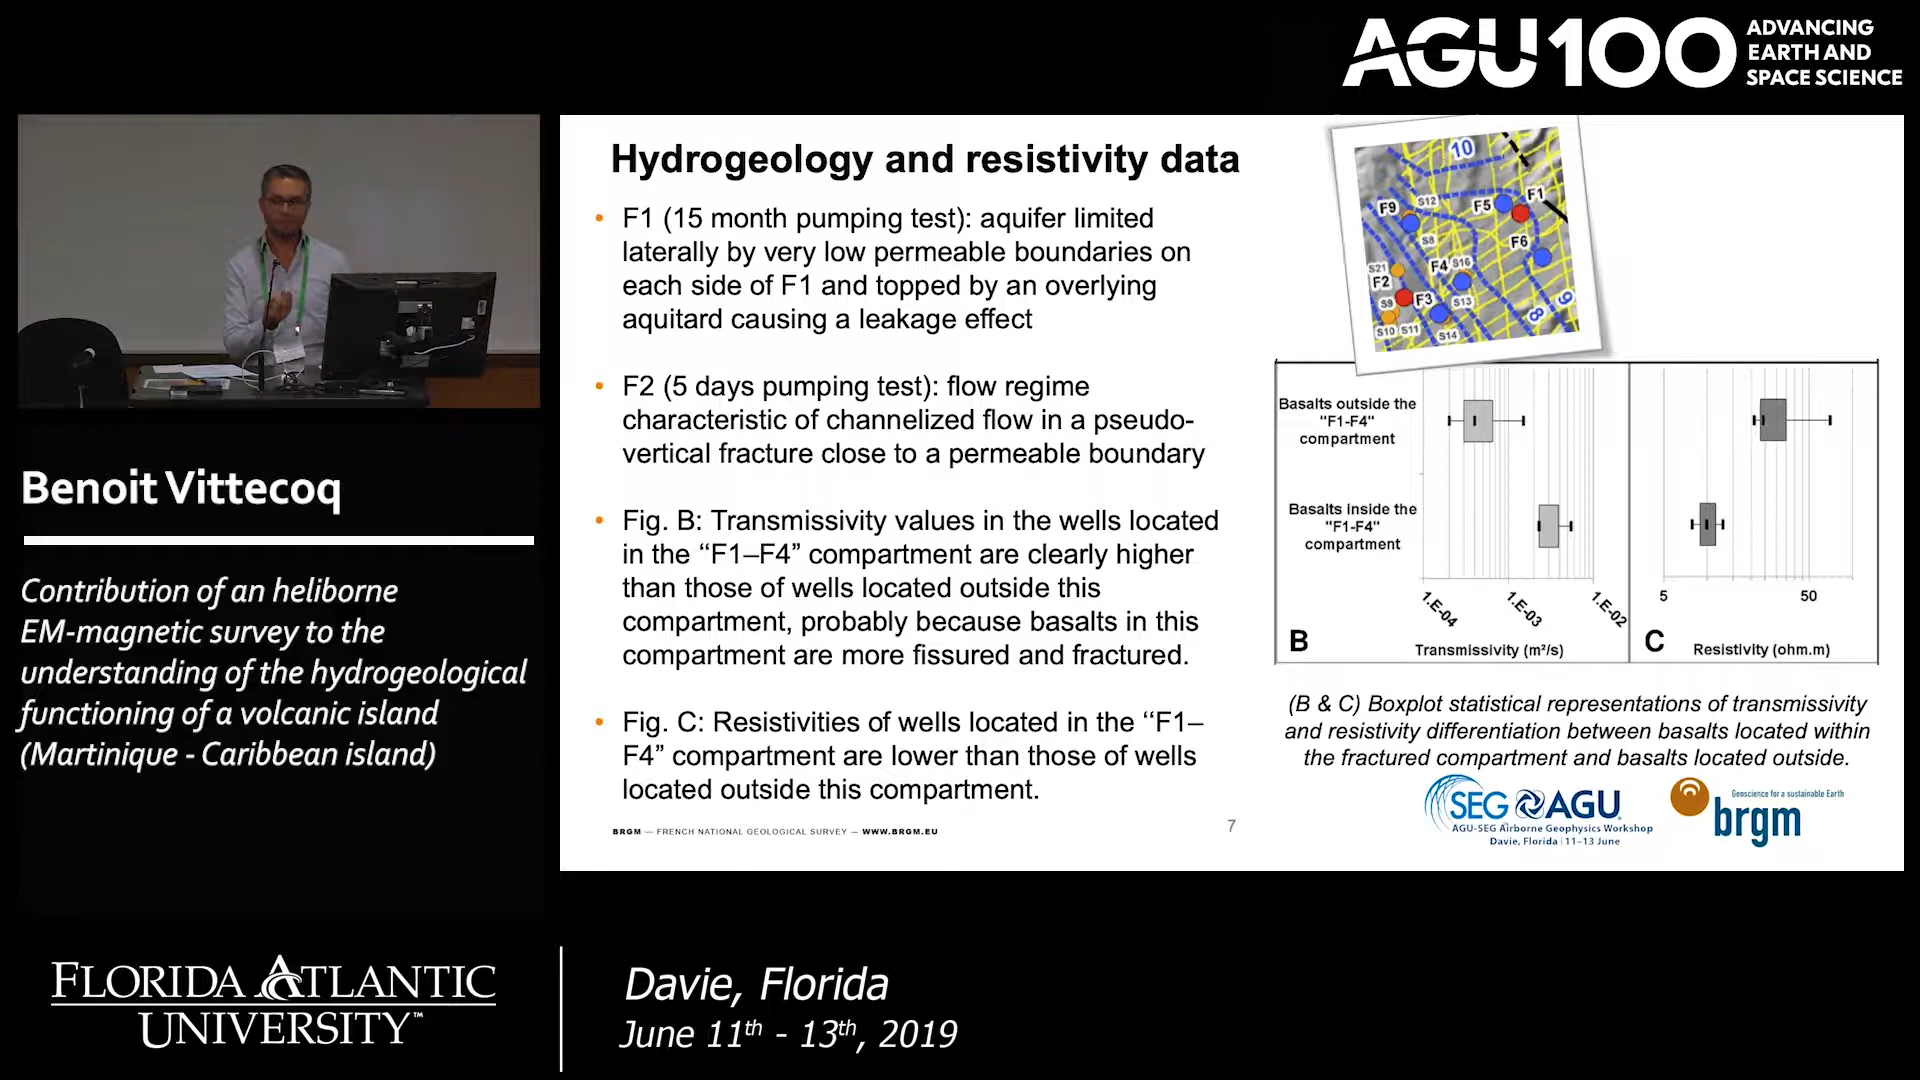 AGU100 ADVANCING
EARTH AND
SPACE SCIENCE
Benoit Vittecoq
Contribution of an heliborne
EM-magnetic survey to the
understanding of the hydrogeological
functioning of a volcanic island
(Martinique - Caribbean island)
Hydrogeology and resistivity data
• F1 (15 month pumping test): aquifer limited
laterally by very low permeable boundaries on
each side of F1 and topped by an overlying
aquitard causing a leakage effect
• F2 (5 days pumping test): flow regime
characteristic of channelized flow in a pseudo-
vertical fracture close to a permeable boundary
• Fig. B: Transmissivity values in the wells located
in the “F1–F4” compartment are clearly higher
than those of wells located outside this
compartment, probably because basalts in this
compartment are more fissured and fractured.
• Fig. C: Resistivities of wells located in the ‘‘F1–
F4” compartment are lower than those of wells
located outside this compartment.
BRGM — FRENCH NATIONAL GEOLOGICAL SURVEY — WWW.BRGM.EU
7
10
F1
F9
S12
F5
S8
F6
F4
S16
S21
F2
S9
F3
S13
9
8
S10
S11
S14
Basalts outside the
"F1-F4"
compartment
Basalts inside the
"F1-F4"
compartment
1.E-04
1.E-03
1.E-02
5
50
B
Transmissivity (m²/s)
C
Resistivity (ohm.m)
(B & C) Boxplot statistical representations of transmissivity
and resistivity differentiation between basalts located within
the fractured compartment and basalts located outside.
SEG AGU
AGU-SEG Airborne Geophysics Workshop
Davie, Florida | 11–13 June
Geoscience for a sustainable Earth
brgm
FLORIDA ATLANTIC
UNIVERSITY™
Davie, Florida
June 11th - 13th, 2019